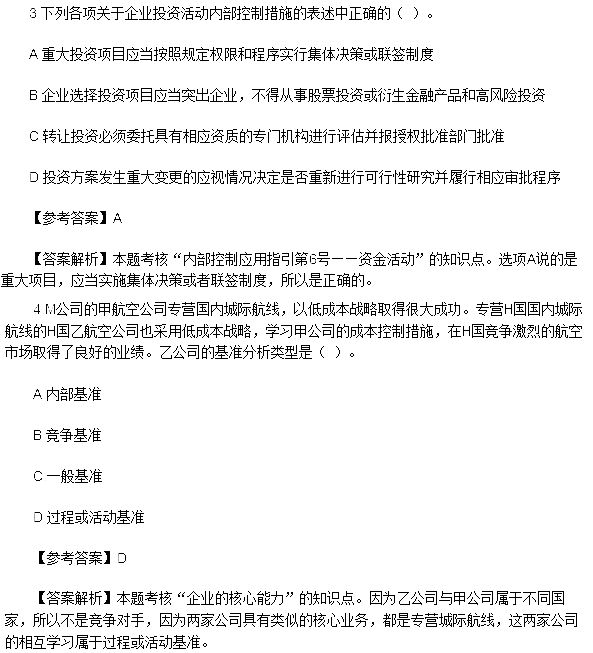 3 下列各项关于企业投资活动内部控制措施的表述中正确的（ ）。
A 重大投资项目应当按照规定权限和程序实行集体决策或联签制度
B 企业选择投资项目应当突出企业，不得从事股票投资或衍生金融产品和高风险投资
C 转让投资必须委托具有相应资质的专门机构进行评估并报授权批准部门批准
D 投资方案发生重大变更的应视情况决定是否重新进行可行性研究并履行相应审批程序
【参考答案】A
【答案解析】本题考核“内部控制应用指引第6号——资金活动”的知识点。选项A说的是
重大项目，应当实施集体决策或者联签制度，所以是正确的。
4 M公司的甲航空公司专营国内城际航线，以低成本战略取得很大成功。专营H国国内城际
航线的H国乙航空公司也采用低成本战略，学习甲公司的成本控制措施，在H国竞争激烈的航空
市场取得了良好的业绩。乙公司的基准分析类型是（ ）。
A 内部基准
B 竞争基准
C 一般基准
D 过程或活动基准
【参考答案】D
【答案解析】本题考核“企业的核心能力”的知识点。因为乙公司与甲公司属于不同国
家，所以不是竞争对手，因为两家公司具有类似的核心业务，都是专营城际航线，这两家公司
的相互学习属于过程或活动基准。